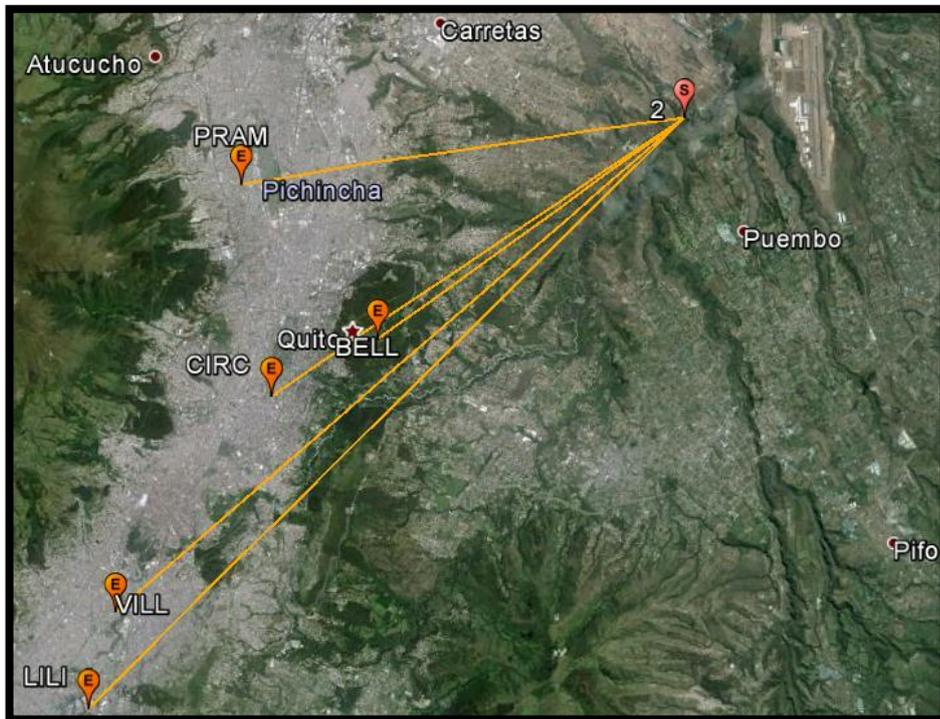 Carretas
Atucucho
S
2
PRAM
E
Pichincha
Puembo
E
Quito
BELL
CIRC
E
Pifo
E
VILL
LILI
E